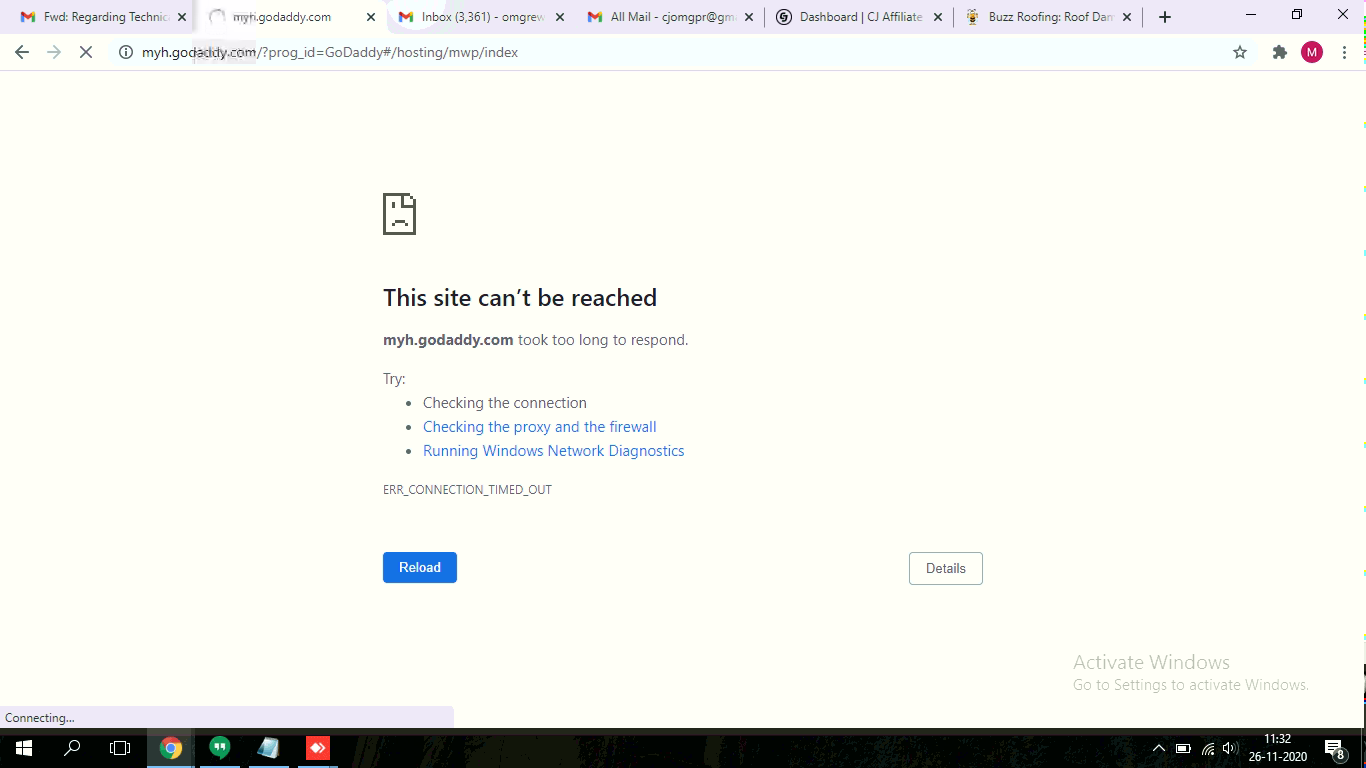 Fwd: Regarding Technic
myh.godaddy.com
Inbox (3,361) - omgrew
All Mail - cjomgpr@gm
Dashboard | CJ Affiliate
Buzz Roofing: Roof Dam
myh.godaddy.com/?prog_id=GoDaddy#/hosting/mwp/index
M
This site can’t be reached
myh.godaddy.com took too long to respond.
Try:
Checking the connection
Checking the proxy and the firewall
Running Windows Network Diagnostics
ERR_CONNECTION_TIMED_OUT
Reload
Details
Activate Windows
Go to Settings to activate Windows.
Connecting...
11:32
26-11-2020
8